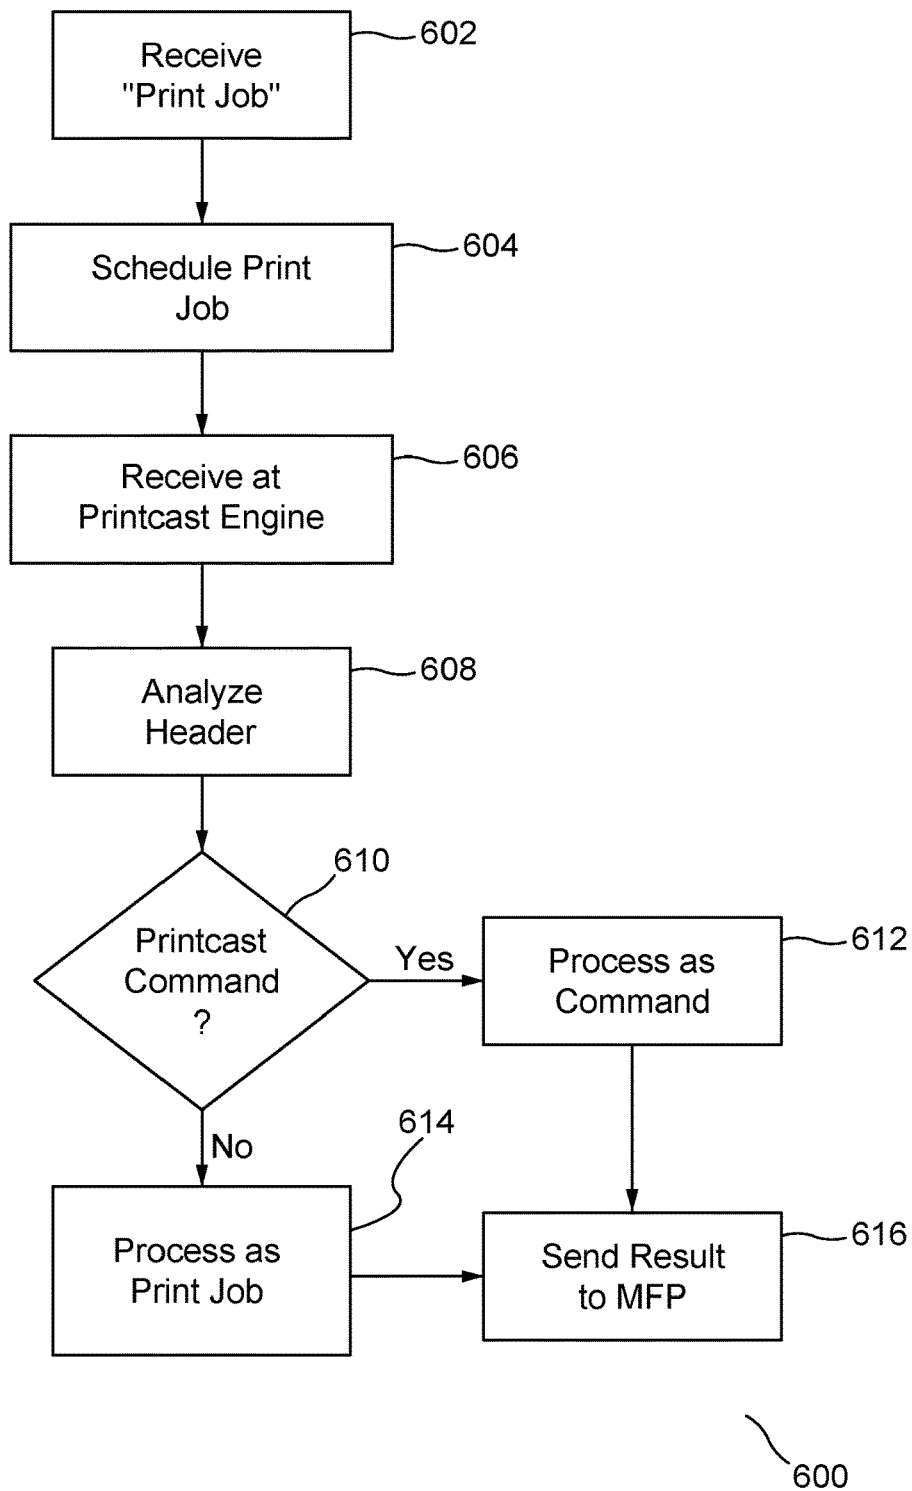 Receive
"Print Job"
602
Schedule Print
Job
604
Receive at
Printcast Engine
606
Analyze
Header
608
Printcast
Command
?
610
Yes
Process as
Command
612
No
Process as
Print Job
614
Send Result
to MFP
616
600